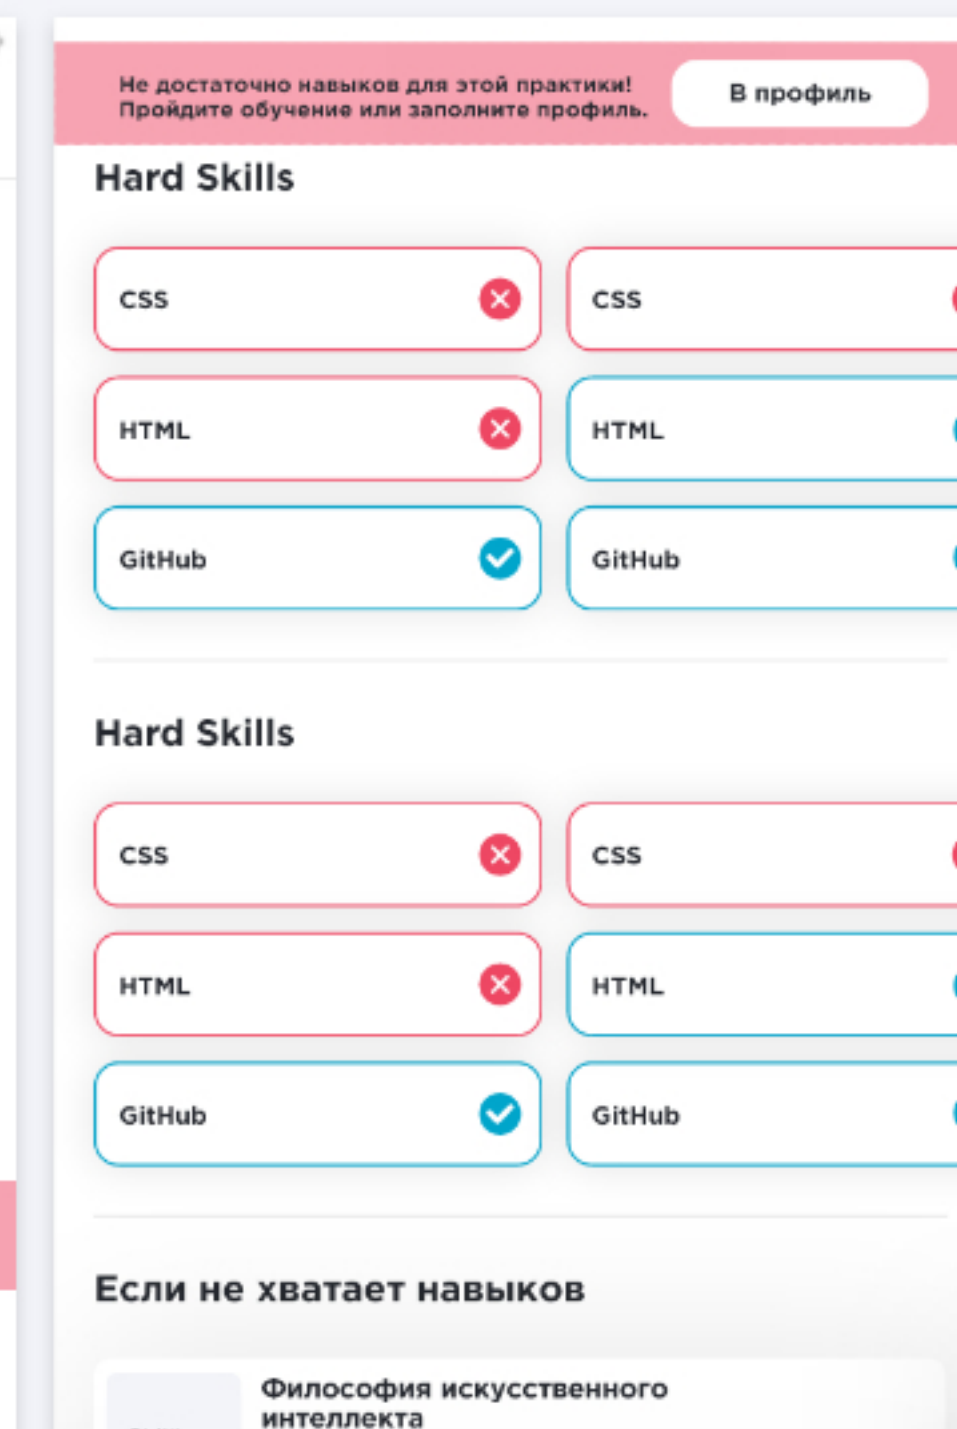 Не достаточно навыков для этой практики!
Пройдите обучение или заполните профиль.
В профиль
Hard Skills
CSS
CSS
HTML
HTML
GitHub
GitHub
Hard Skills
CSS
CSS
HTML
HTML
GitHub
GitHub
Если не хватает навыков
Философия искусственного
интеллекта